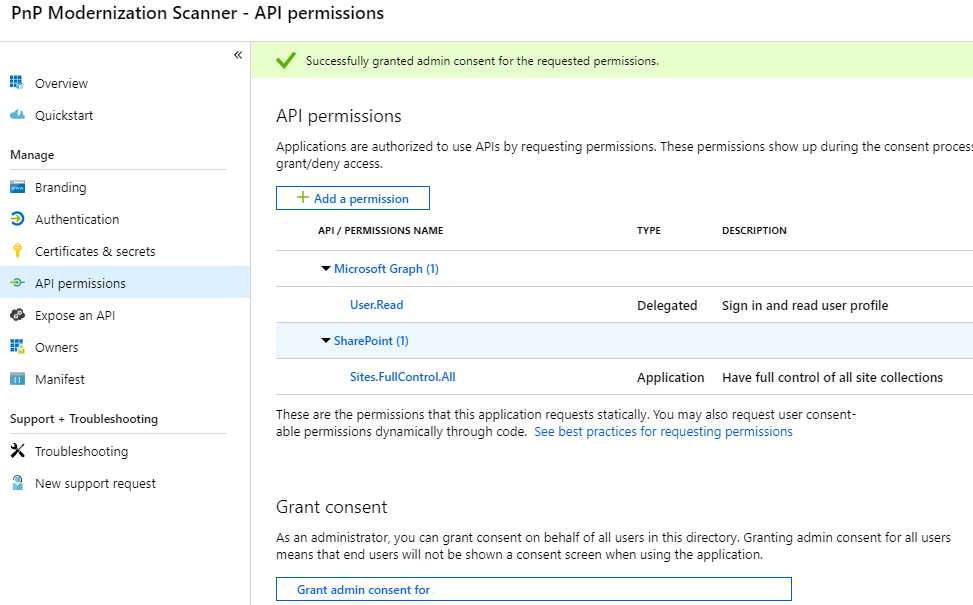 PnP Modernization Scanner - API permissions
«
Overview
Quickstart
Manage
Branding
Authentication
Certificates & secrets
API permissions
Expose an API
Owners
Manifest
Support + Troubleshooting
Troubleshooting
New support request
Successfully granted admin consent for the requested permissions.
API permissions
Applications are authorized to use APIs by requesting permissions. These permissions show up during the consent proces
grant/deny access.
+ Add a permission
API / PERMISSIONS NAME TYPE DESCRIPTION
Microsoft Graph (1)
User.Read Delegated Sign in and read user profile
SharePoint (1)
Sites.FullControl.All Application Have full control of all site collections
These are the permissions that this application requests statically. You may also request user consent-
able permissions dynamically through code. See best practices for requesting permissions
Grant consent
As an administrator, you can grant consent on behalf of all users in this directory. Granting admin consent for all users
means that end users will not be shown a consent screen when using the application.
Grant admin consent for